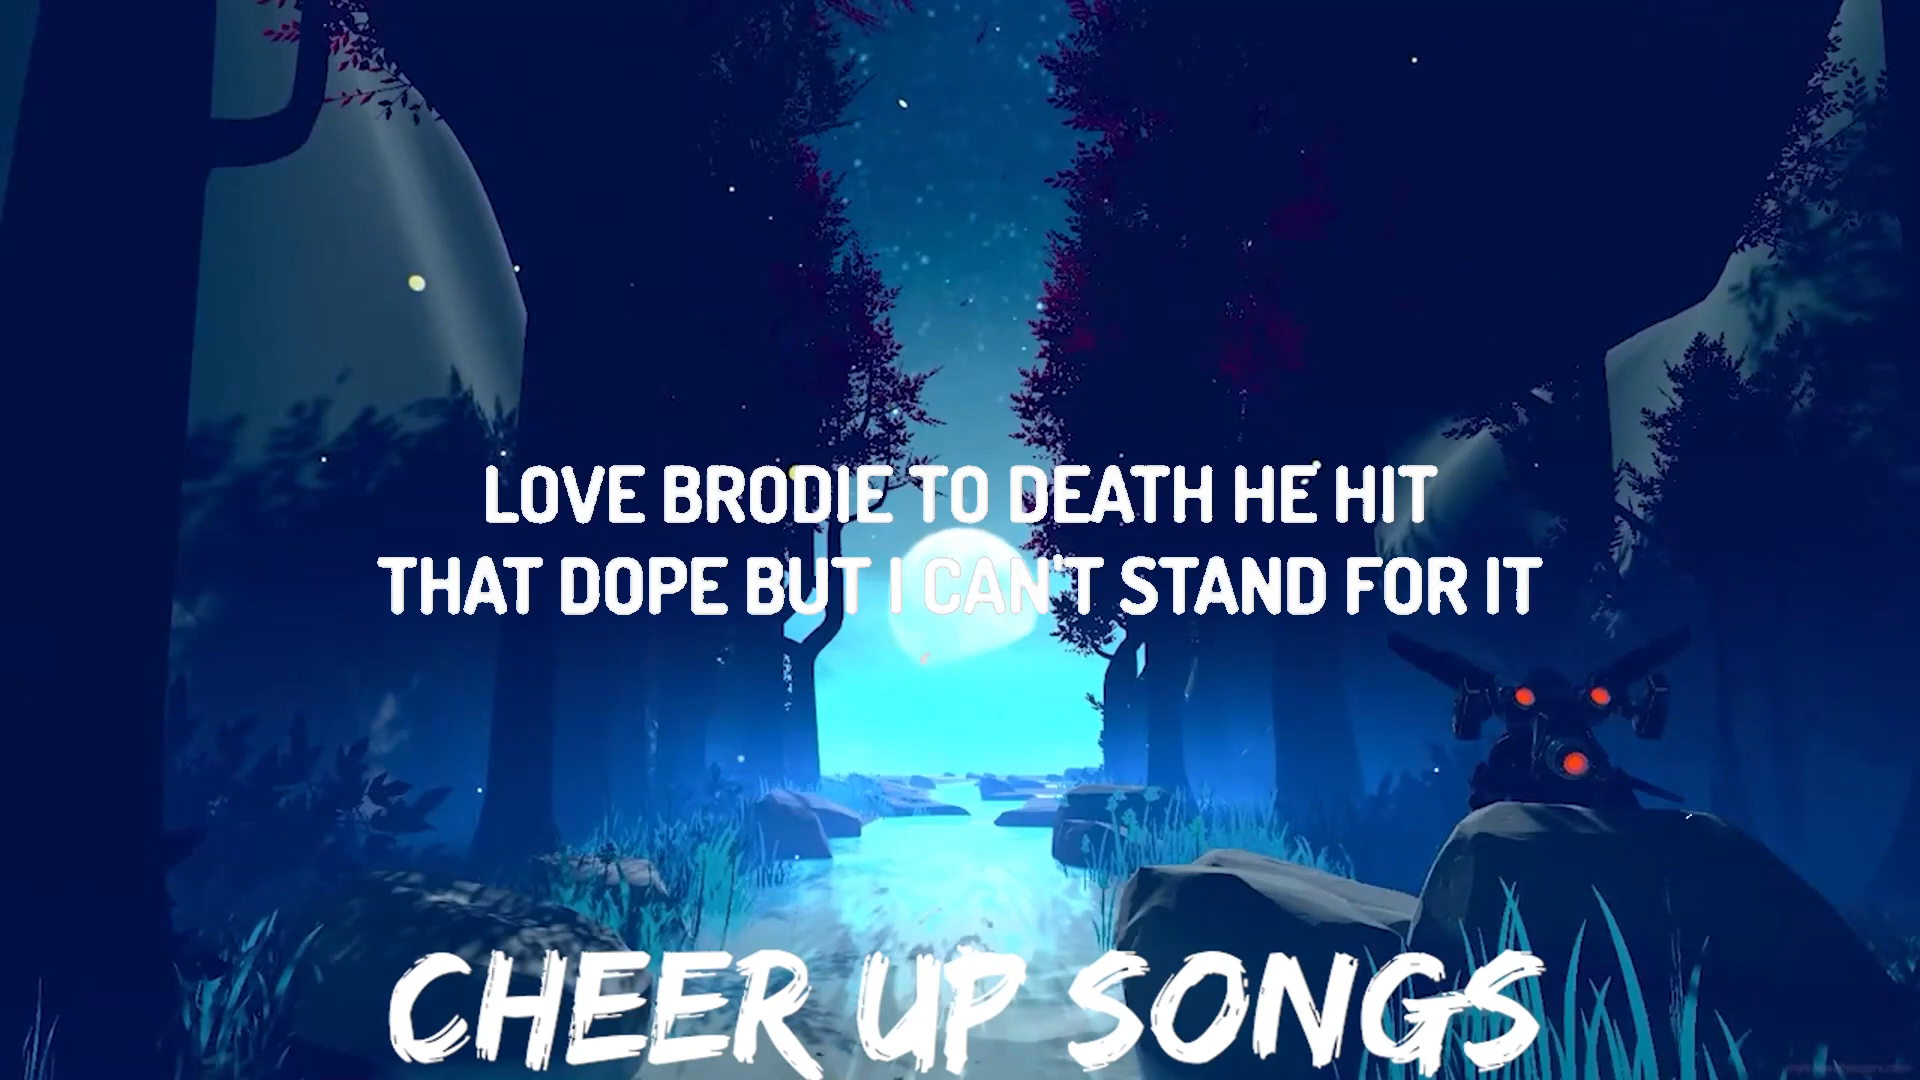 LOVE BRODIE TO DEATH HE HIT
THAT DOPE BUT I CAN'T STAND FOR IT
CHEER UP SONGS